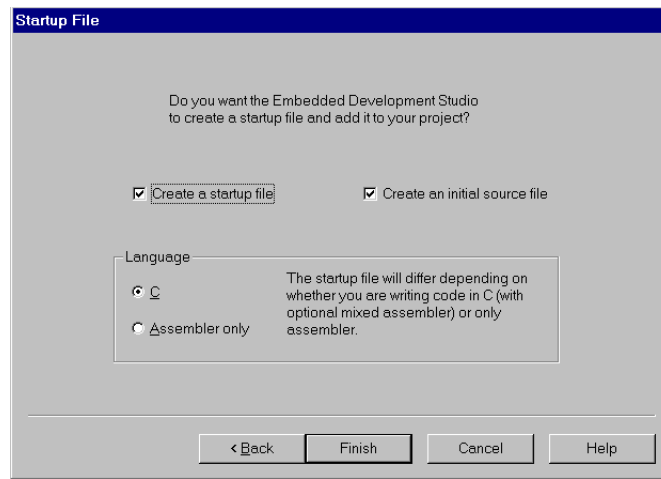 Startup File
Do you want the Embedded Development Studio
to create a startup file and add it to your project?
Create a startup file
Create an initial source file
Language
C
Assembler only
The startup file will differ depending on
whether you are writing code in C (with
optional mixed assembler) or only
assembler.
< Back
Finish
Cancel
Help